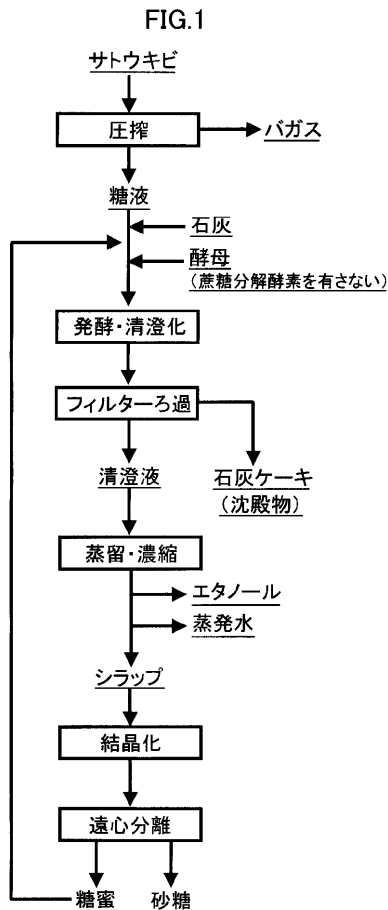 FIG.1
サトウキビ
圧搾
バガス
糖液
石灰
酵母
(蔗糖分解酵素を有さない)
発酵・清澄化
フィルターろ過
清澄液
石灰ケーキ
(沈殿物)
蒸留・濃縮
エタノール
蒸発水
シラップ
結晶化
遠心分離
糖蜜
砂糖